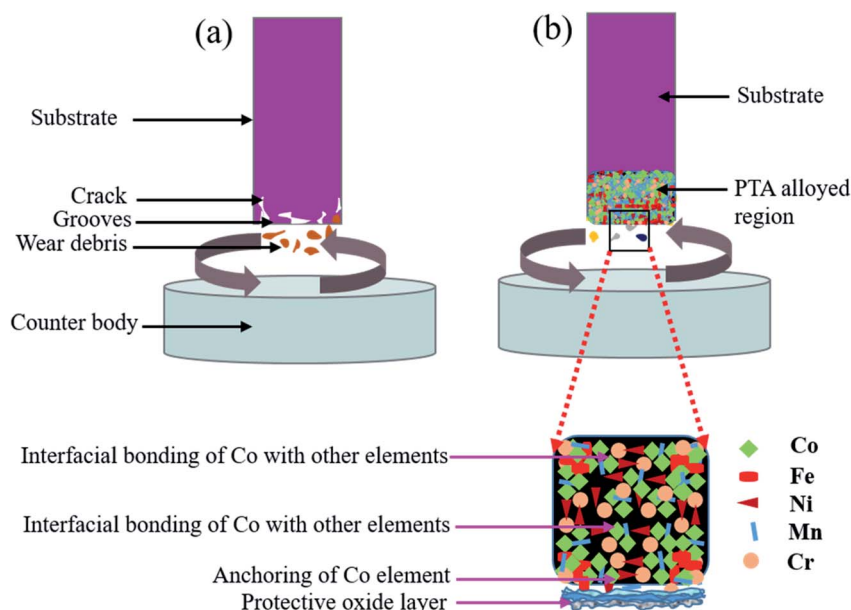 (a)
Substrate
Crack
Grooves
Wear debris
Counter body
(b)
Substrate
PTA alloyed
region
Interfacial bonding of Co with other elements
Interfacial bonding of Co with other elements
Anchoring of Co element
Protective oxide layer
Co
Fe
Ni
Mn
Cr